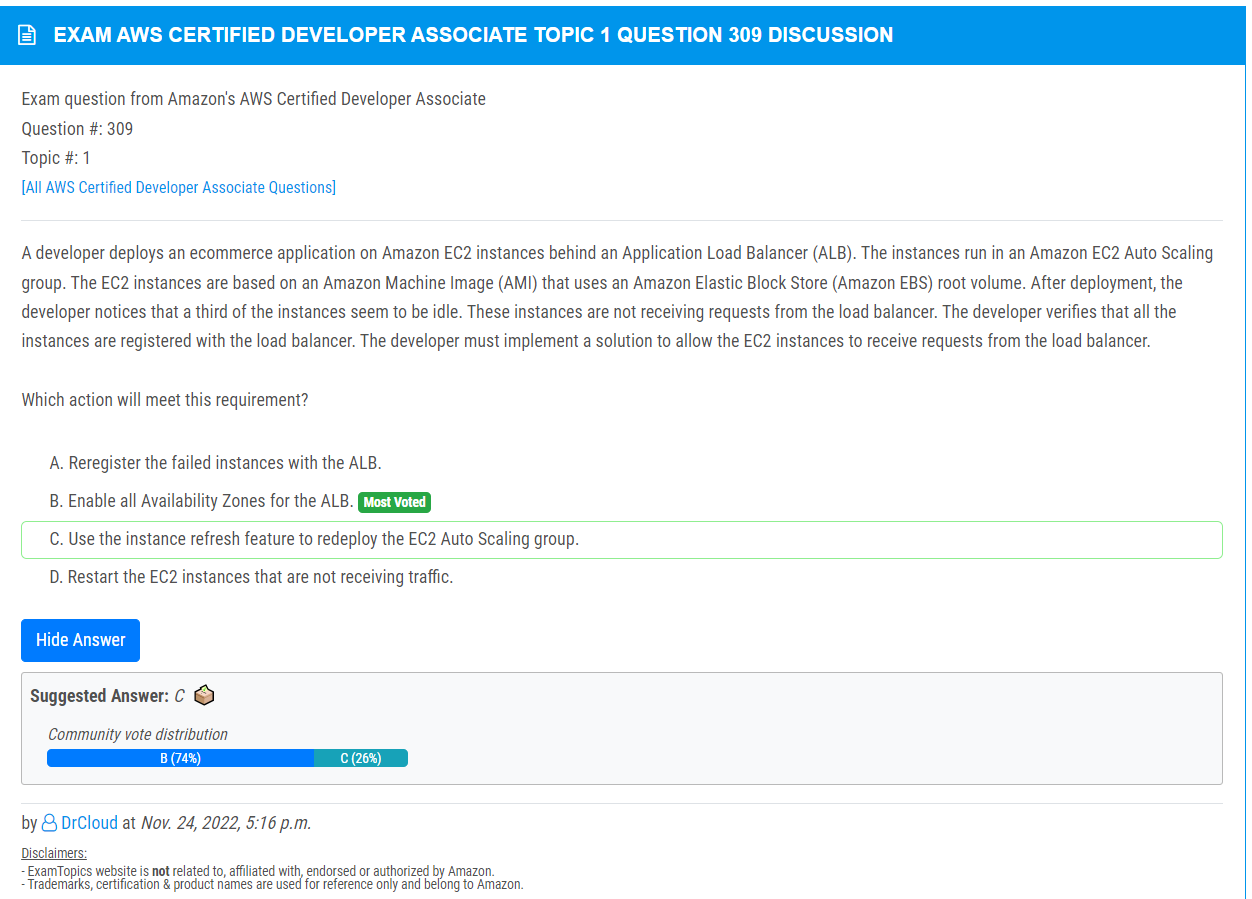 EXAM AWS CERTIFIED DEVELOPER ASSOCIATE TOPIC 1 QUESTION 309 DISCUSSION
Exam question from Amazon's AWS Certified Developer Associate
Question #: 309
Topic #: 1
[All AWS Certified Developer Associate Questions]
A developer deploys an ecommerce application on Amazon EC2 instances behind an Application Load Balancer (ALB). The instances run in an Amazon EC2 Auto Scaling
group. The EC2 instances are based on an Amazon Machine Image (AMI) that uses an Amazon Elastic Block Store (Amazon EBS) root volume. After deployment, the
developer notices that a third of the instances seem to be idle. These instances are not receiving requests from the load balancer. The developer verifies that all the
instances are registered with the load balancer. The developer must implement a solution to allow the EC2 instances to receive requests from the load balancer.
Which action will meet this requirement?
A. Reregister the failed instances with the ALB.
B. Enable all Availability Zones for the ALB. Most Voted
C. Use the instance refresh feature to redeploy the EC2 Auto Scaling group.
D. Restart the EC2 instances that are not receiving traffic.
Hide Answer
Suggested Answer: C
Community vote distribution
B (74%) C (26%)
by DrCloud at Nov. 24, 2022, 5:16 p.m.
Disclaimers:
- ExamTopics website is not related to, affiliated with, endorsed or authorized by Amazon.
- Trademarks, certification & product names are used for reference only and belong to Amazon.